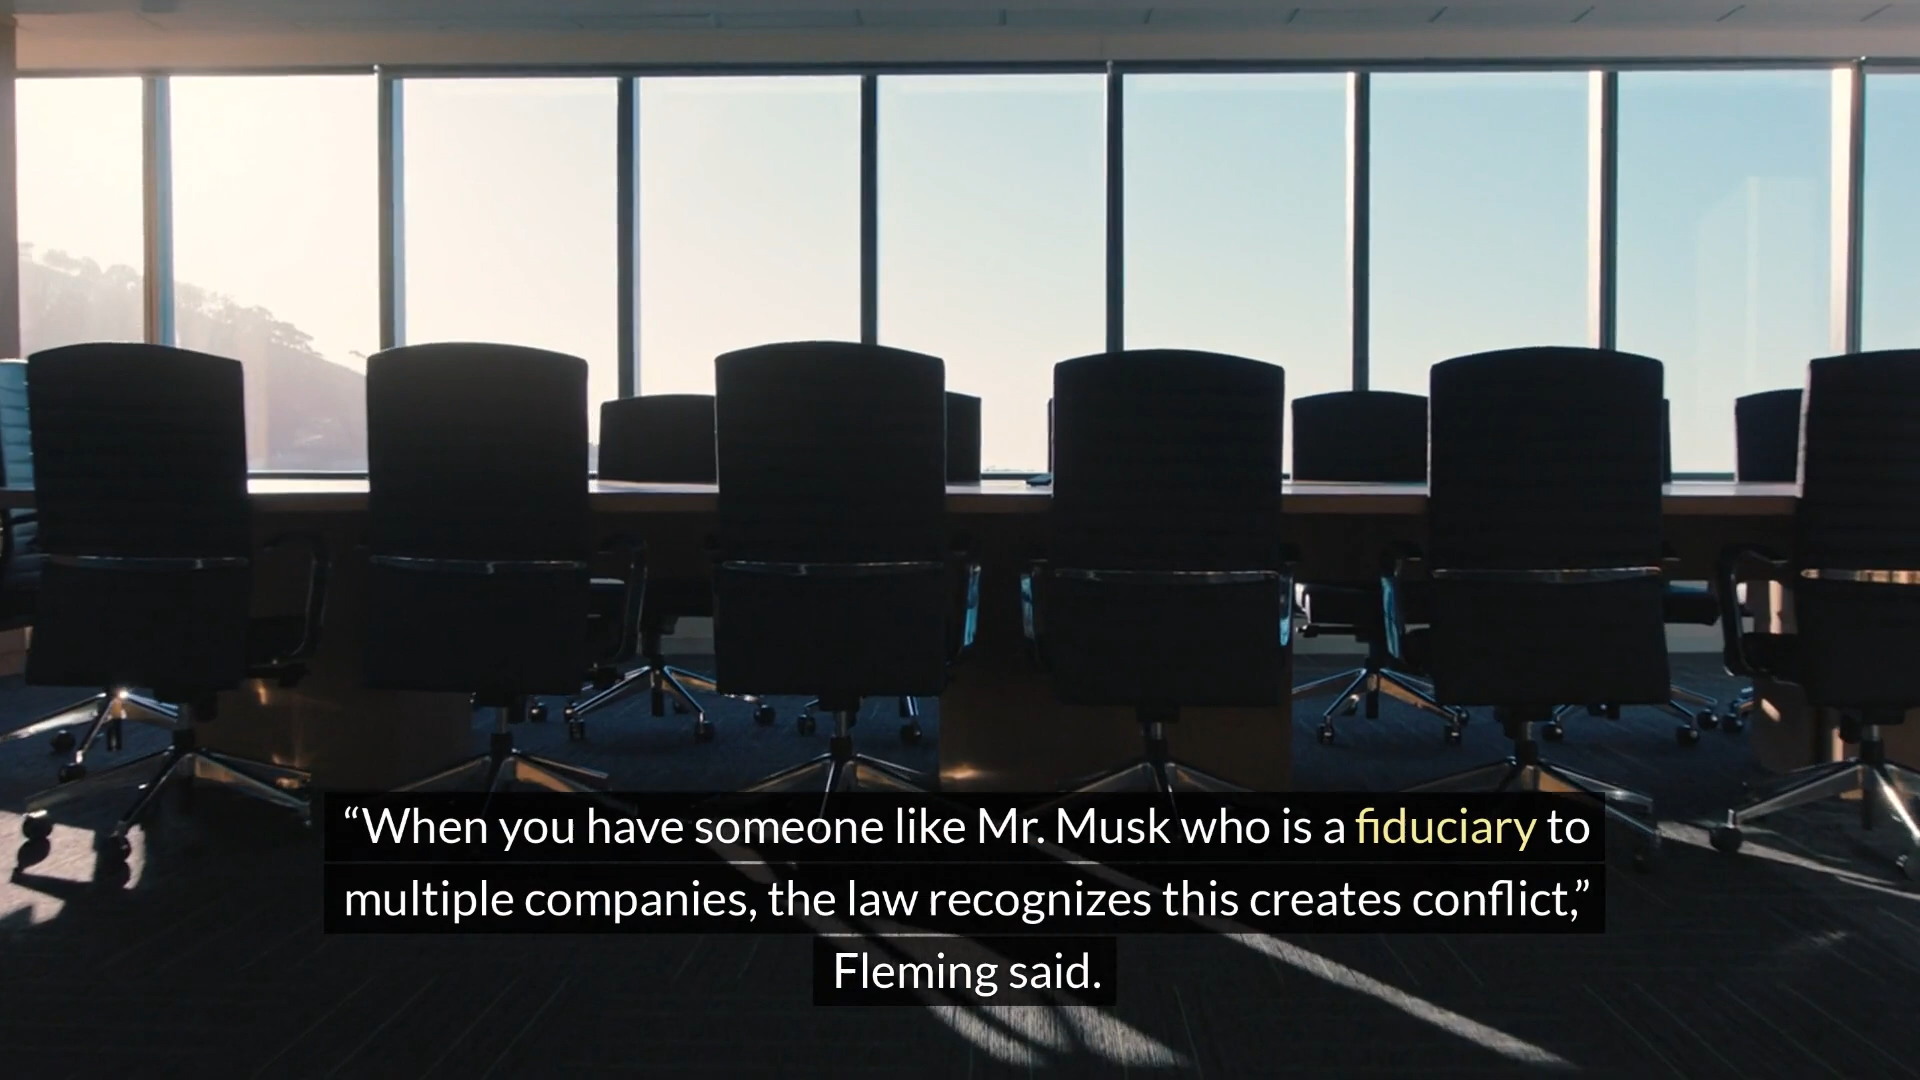 “When you have someone like Mr. Musk who is a fiduciary to
multiple companies, the law recognizes this creates conflict,”
Fleming said.